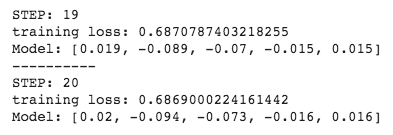 STEP: 19
training loss: 0.6870787403218255
Model: [0.019, -0.089, -0.07, -0.015, 0.015]
----------
STEP: 20
training loss: 0.6869000224161442
Model: [0.02, -0.094, -0.073, -0.016, 0.016]